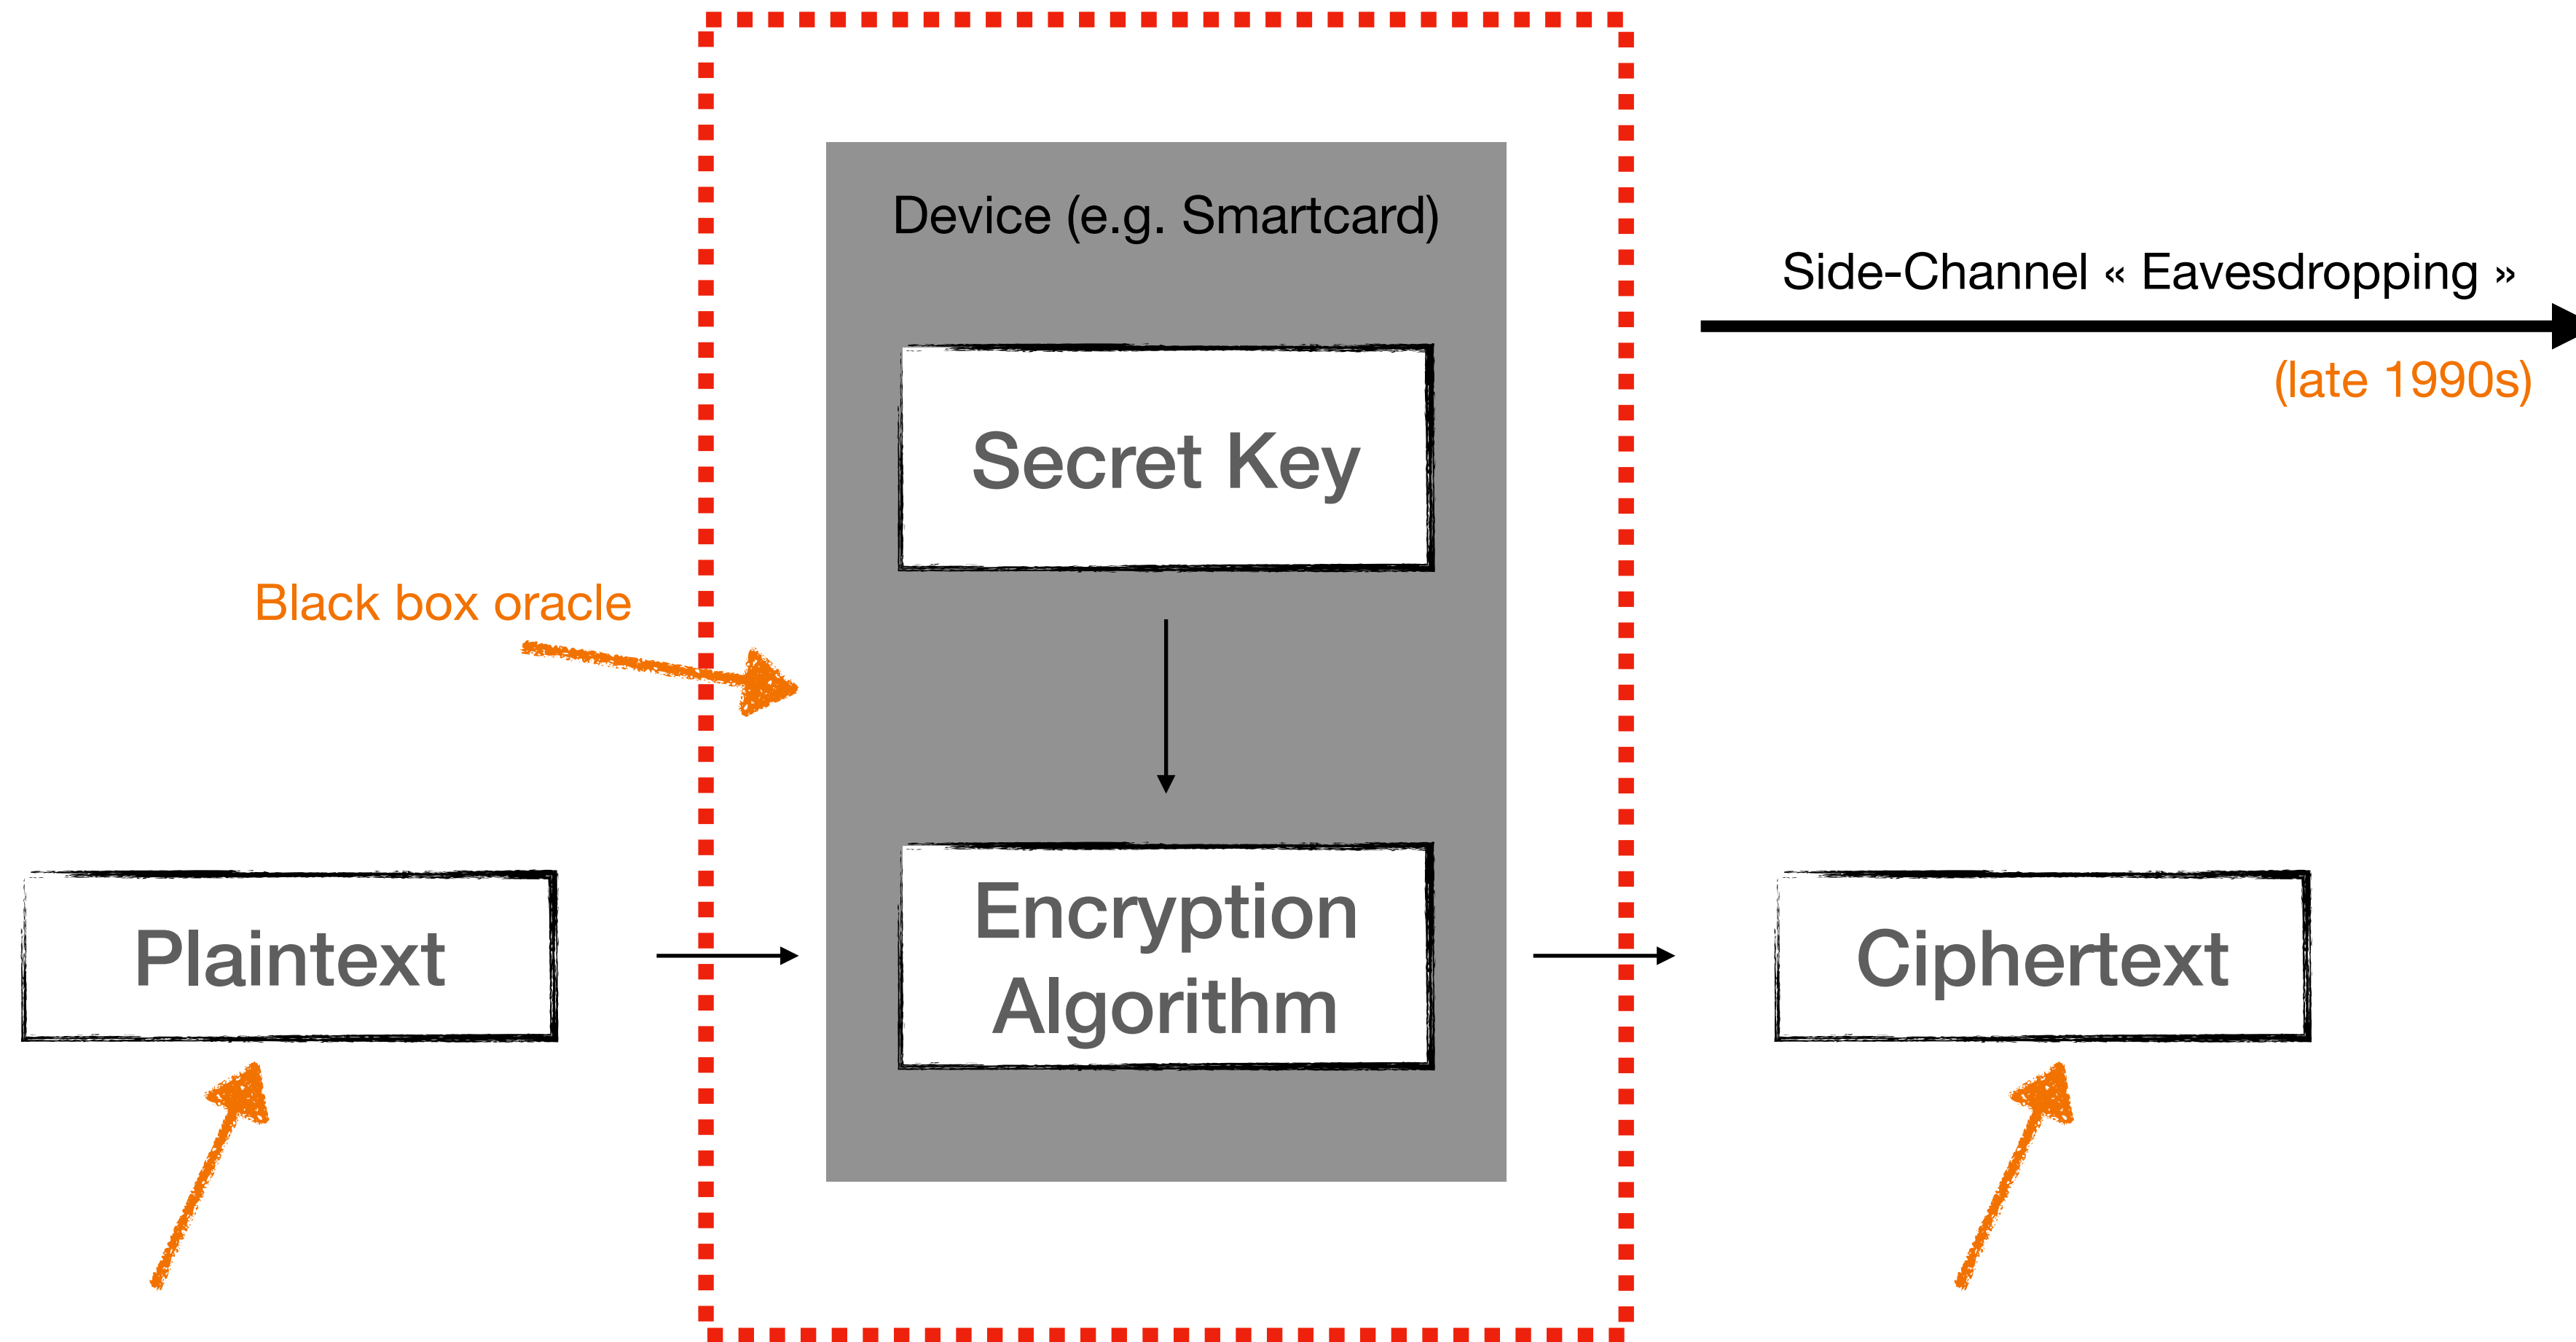 Device (e.g. Smartcard)
Side-Channel « Eavesdropping »
(late 1990s)
Secret Key
Black box oracle
Encryption
Algorithm
Plaintext
Ciphertext